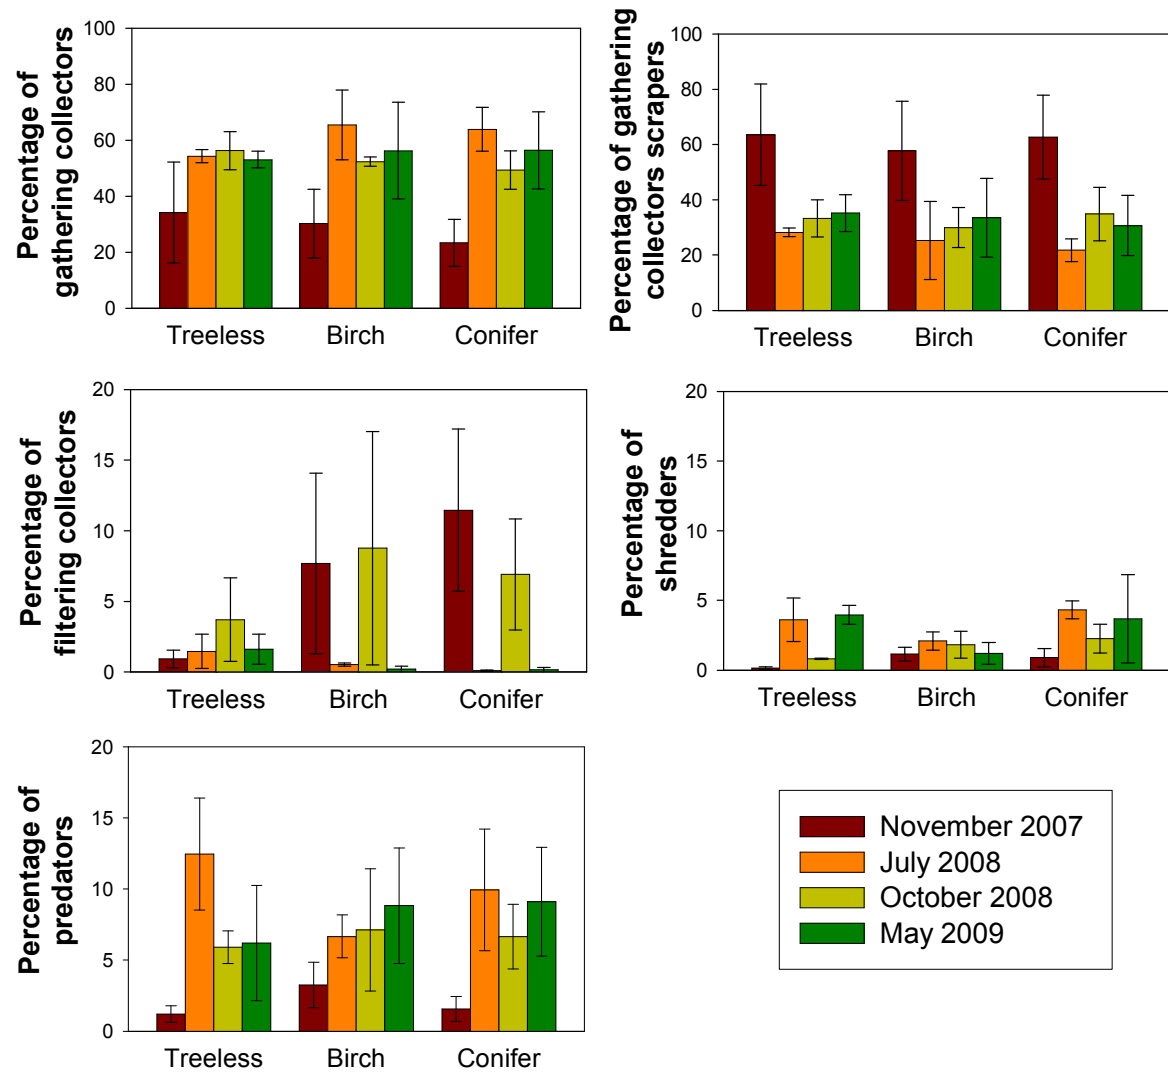 Percentage of
gathering collectors
100
80
60
40
20
0
Treeless Birch Conifer
Percentage of gathering
collectors scrapers
100
80
60
40
20
0
Treeless Birch Conifer
Percentage of
filtering collectors
20
15
10
5
0
Treeless Birch Conifer
Percentage of
shredders
20
15
10
5
0
Treeless Birch Conifer
Percentage of
predators
20
15
10
5
0
Treeless Birch Conifer
November 2007
July 2008
October 2008
May 2009